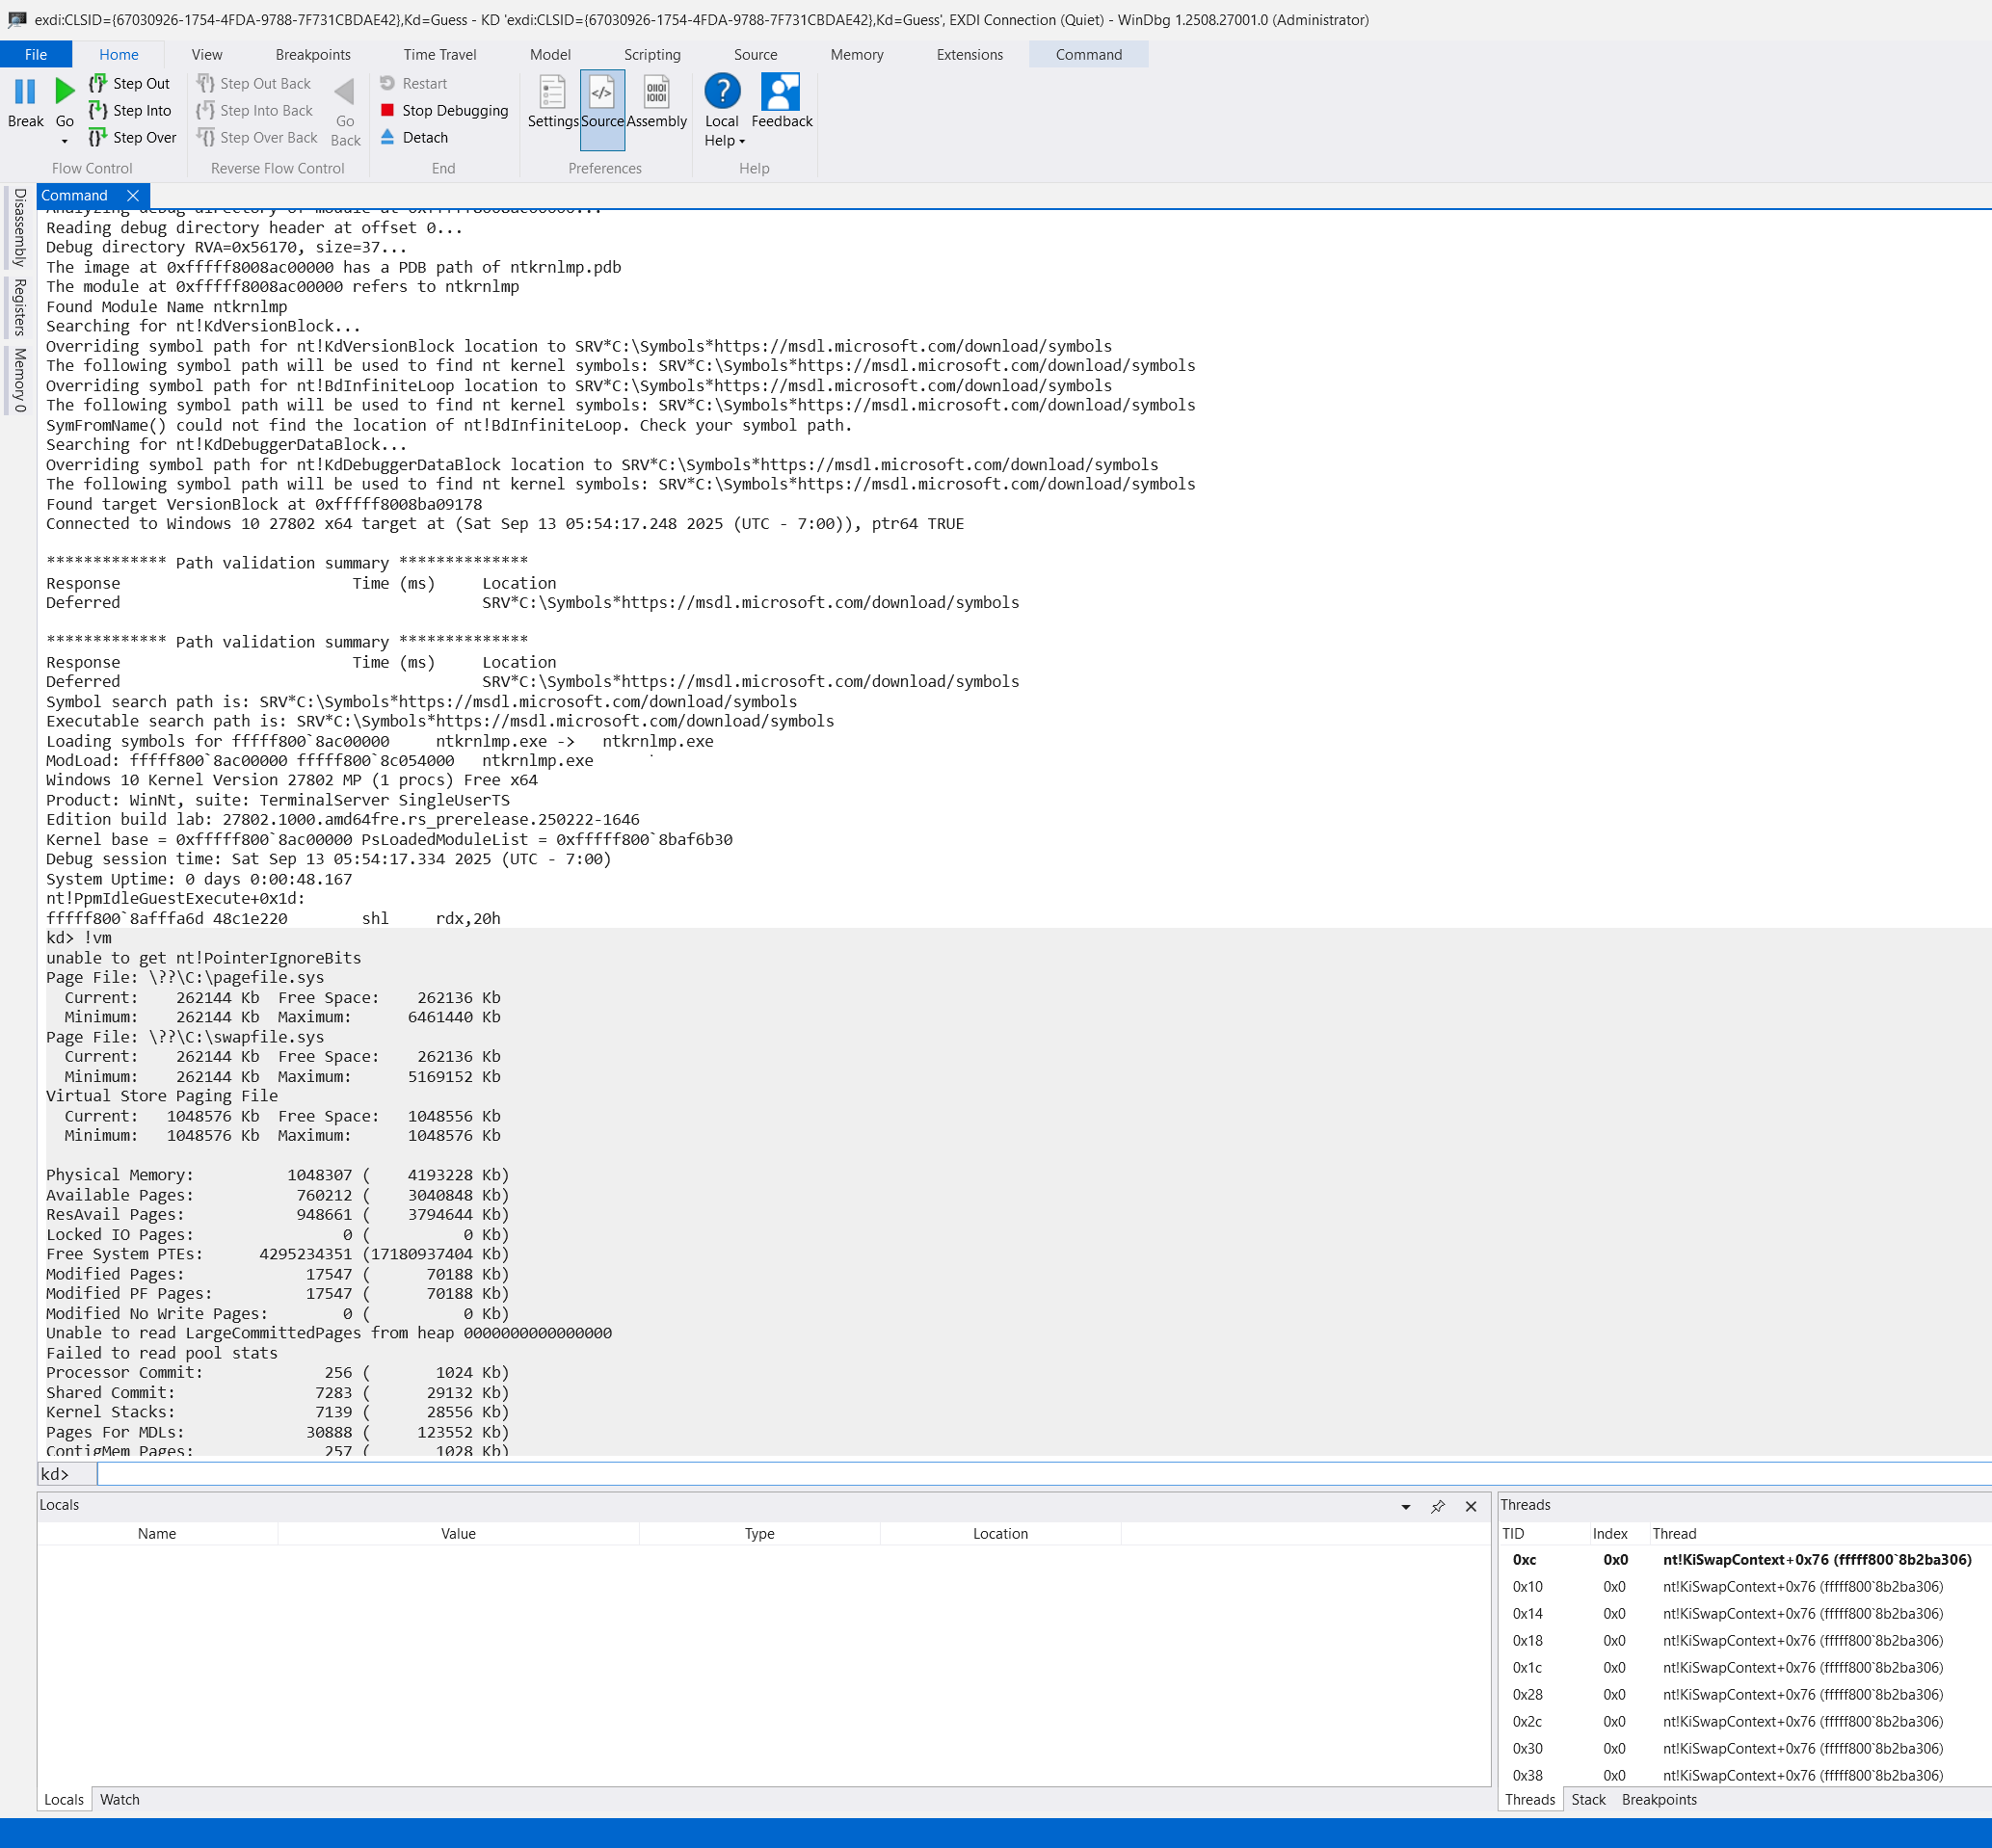 exdi:CLSID={67030926-1754-4FDA-9788-7F731CBDAE42},Kd=Guess - KD 'exdi:CLSID={67030926-1754-4FDA-9788-7F731CBDAE42},Kd=Guess', EXDI Connection (Quiet) - WinDbg 1.2508.27001.0 (Administrator)
File Home View Breakpoints Time Travel Model Scripting Source Memory Extensions Command
Break Go Step Out Step Into Step Over
Flow Control
Step Out Back Step Into Back Step Over Back Go Back
Reverse Flow Control
Restart Stop Debugging Detach
End
Settings Source Assembly
Preferences
Local Help Feedback
Help
Disassembly
Registers
Memory 0
Command
Analyzing debug directory of module at 0xfffff8008ac00000...
Reading debug directory header at offset 0...
Debug directory RVA=0x56170, size=37...
The image at 0xfffff8008ac00000 has a PDB path of ntkrnlmp.pdb
The module at 0xfffff8008ac00000 refers to ntkrnlmp
Found Module Name ntkrnlmp
Searching for nt!KdVersionBlock...
Overriding symbol path for nt!KdVersionBlock location to SRV*C:\Symbols*https://msdl.microsoft.com/download/symbols
The following symbol path will be used to find nt kernel symbols: SRV*C:\Symbols*https://msdl.microsoft.com/download/symbols
Overriding symbol path for nt!BdInfiniteLoop location to SRV*C:\Symbols*https://msdl.microsoft.com/download/symbols
The following symbol path will be used to find nt kernel symbols: SRV*C:\Symbols*https://msdl.microsoft.com/download/symbols
SymFromName() could not find the location of nt!BdInfiniteLoop. Check your symbol path.
Searching for nt!KdDebuggerDataBlock...
Overriding symbol path for nt!KdDebuggerDataBlock location to SRV*C:\Symbols*https://msdl.microsoft.com/download/symbols
The following symbol path will be used to find nt kernel symbols: SRV*C:\Symbols*https://msdl.microsoft.com/download/symbols
Found target VersionBlock at 0xfffff8008ba09178
Connected to Windows 10 27802 x64 target at (Sat Sep 13 05:54:17.248 2025 (UTC - 7:00)), ptr64 TRUE
************* Path validation summary **************
Response Time (ms) Location
Deferred SRV*C:\Symbols*https://msdl.microsoft.com/download/symbols
************* Path validation summary **************
Response Time (ms) Location
Deferred SRV*C:\Symbols*https://msdl.microsoft.com/download/symbols
Symbol search path is: SRV*C:\Symbols*https://msdl.microsoft.com/download/symbols
Executable search path is: SRV*C:\Symbols*https://msdl.microsoft.com/download/symbols
Loading symbols for fffff800`8ac00000 ntkrnlmp.exe -> ntkrnlmp.exe
ModLoad: fffff800`8ac00000 fffff800`8c054000 ntkrnlmp.exe
Windows 10 Kernel Version 27802 MP (1 procs) Free x64
Product: WinNt, suite: TerminalServer SingleUserTS
Edition build lab: 27802.1000.amd64fre.rs_prerelease.250222-1646
Kernel base = 0xfffff800`8ac00000 PsLoadedModuleList = 0xfffff800`8baf6b30
Debug session time: Sat Sep 13 05:54:17.334 2025 (UTC - 7:00)
System Uptime: 0 days 0:00:48.167
nt!PpmIdleGuestExecute+0x1d:
fffff800`8afffa6d 48c1e220 shl rdx,20h
kd> !vm
unable to get nt!PointerIgnoreBits
Page File: \??\C:\pagefile.sys
Current: 262144 Kb Free Space: 262136 Kb
Minimum: 262144 Kb Maximum: 6461440 Kb
Page File: \??\C:\swapfile.sys
Current: 262144 Kb Free Space: 262136 Kb
Minimum: 262144 Kb Maximum: 5169152 Kb
Virtual Store Paging File
Current: 1048576 Kb Free Space: 1048556 Kb
Minimum: 1048576 Kb Maximum: 1048576 Kb
Physical Memory: 1048307 ( 4193228 Kb)
Available Pages: 760212 ( 3040848 Kb)
ResAvail Pages: 948661 ( 3794644 Kb)
Locked IO Pages: 0 ( 0 Kb)
Free System PTEs: 4295234351 (17180937404 Kb)
Modified Pages: 17547 ( 70188 Kb)
Modified PF Pages: 17547 ( 70188 Kb)
Modified No Write Pages: 0 ( 0 Kb)
Unable to read LargeCommittedPages from heap 0000000000000000
Failed to read pool stats
Processor Commit: 256 ( 1024 Kb)
Shared Commit: 7283 ( 29132 Kb)
Kernel Stacks: 7139 ( 28556 Kb)
Pages For MDLs: 30888 ( 123552 Kb)
ContigMem Pages: 257 ( 1028 Kb)
kd>
Locals
Name Value Type Location
Locals Watch
Threads
TID Index Thread
0xc 0x0 nt!KiSwapContext+0x76 (fffff800`8b2ba306)
0x10 0x0 nt!KiSwapContext+0x76 (fffff800`8b2ba306)
0x14 0x0 nt!KiSwapContext+0x76 (fffff800`8b2ba306)
0x18 0x0 nt!KiSwapContext+0x76 (fffff800`8b2ba306)
0x1c 0x0 nt!KiSwapContext+0x76 (fffff800`8b2ba306)
0x28 0x0 nt!KiSwapContext+0x76 (fffff800`8b2ba306)
0x2c 0x0 nt!KiSwapContext+0x76 (fffff800`8b2ba306)
0x30 0x0 nt!KiSwapContext+0x76 (fffff800`8b2ba306)
0x38 0x0 nt!KiSwapContext+0x76 (fffff800`8b2ba306)
Threads Stack Breakpoints